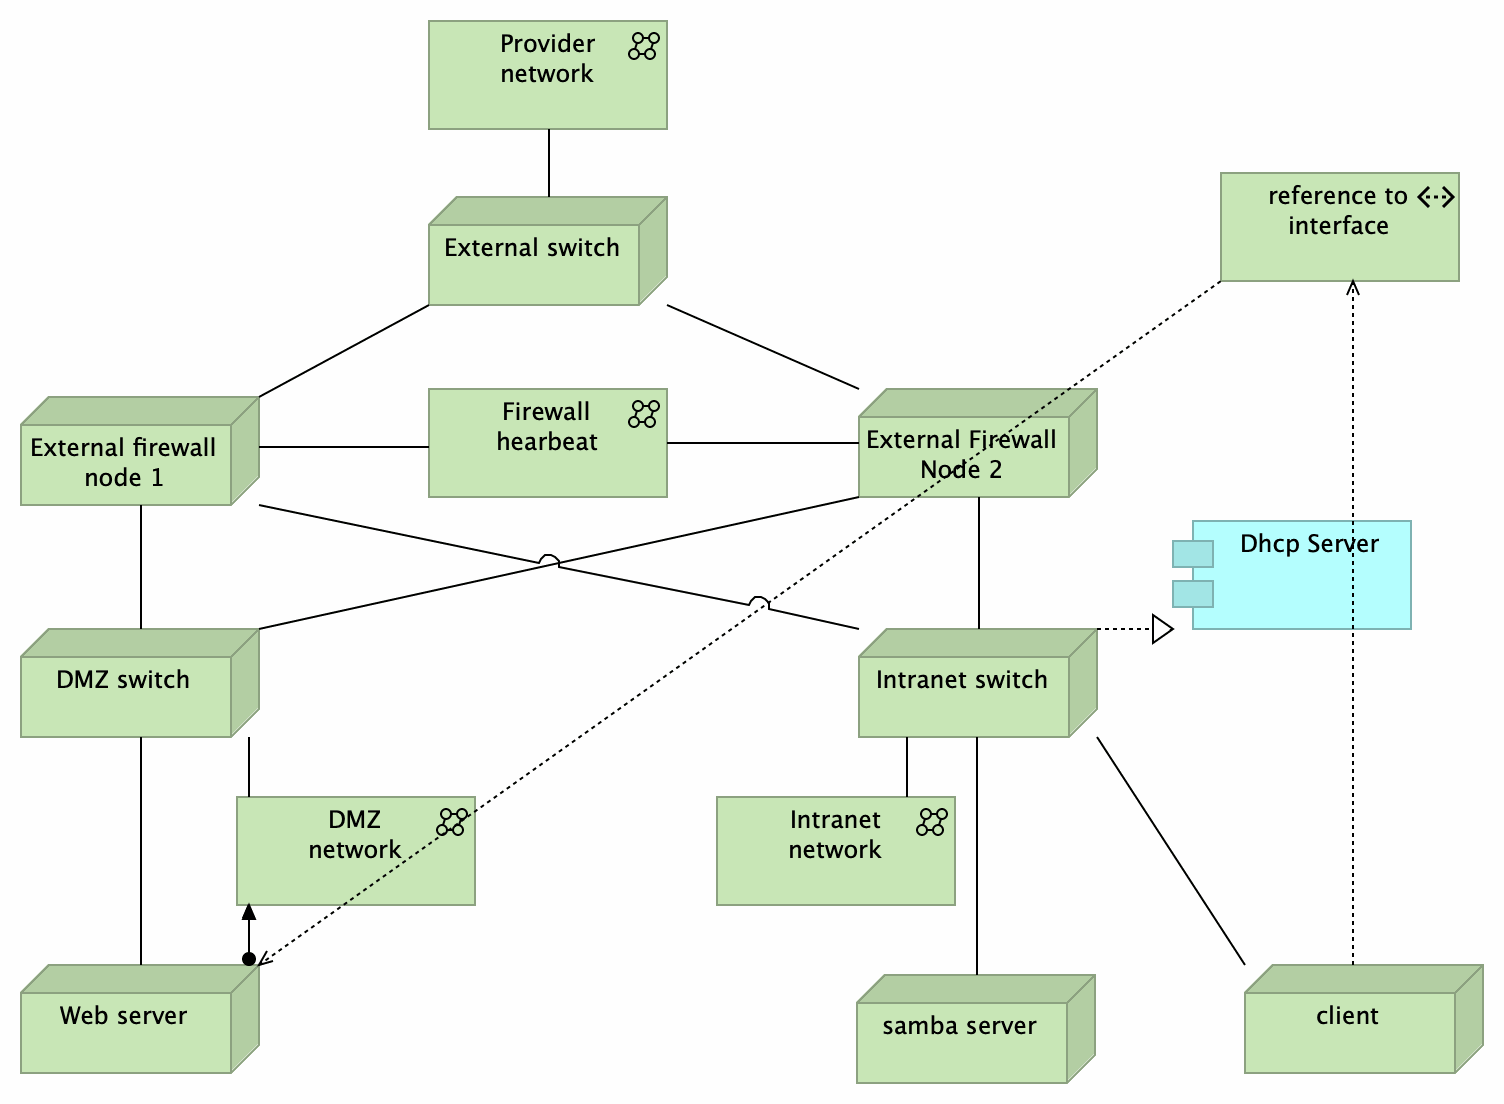 Provider
network
External switch
reference to
interface
External firewall
node 1
Firewall
hearbeat
External Firewall
Node 2
Dhcp Server
DMZ switch
Intranet switch
DMZ
network
Intranet
network
Web server
samba server
client